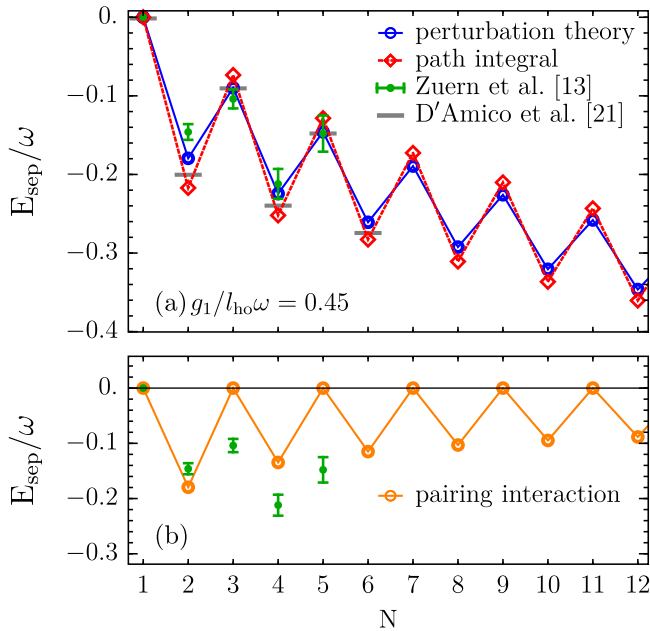 perturbation theory
path integral
Zuern et al. [13]
D'Amico et al. [21]
E_sep/ω
0.
−0.1
−0.2
−0.3
−0.4
(a) g₁/l_hoω = 0.45
E_sep/ω
0.
−0.1
−0.2
−0.3
pairing interaction
(b)
1 2 3 4 5 6 7 8 9 10 11 12
N